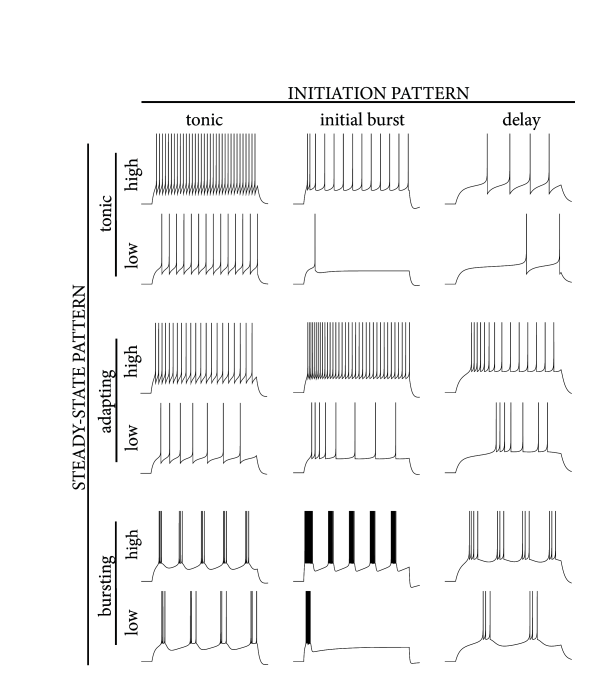 INITIATION PATTERN
tonic initial burst delay
STEADY-STATE PATTERN
tonic
high
low
adapting
high
low
bursting
high
low